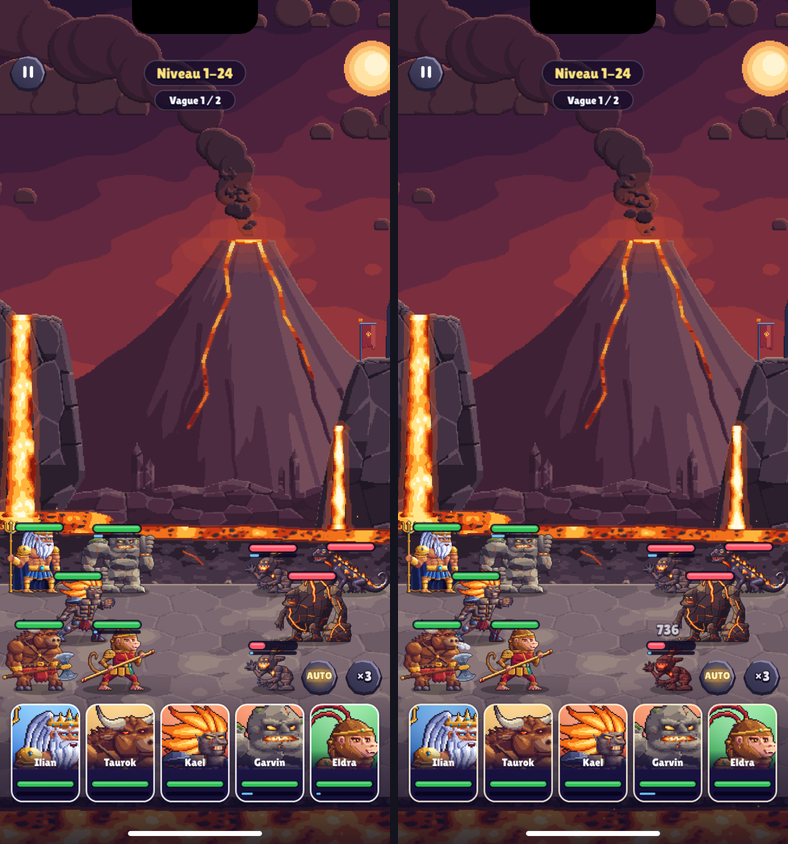 Niveau 1-24
Vague 1 / 2
AUTO
×3
Ilian
Taurok
Kael
Garvin
Eldra
Niveau 1-24
Vague 1 / 2
736
AUTO
×3
Ilian
Taurok
Kael
Garvin
Eldra